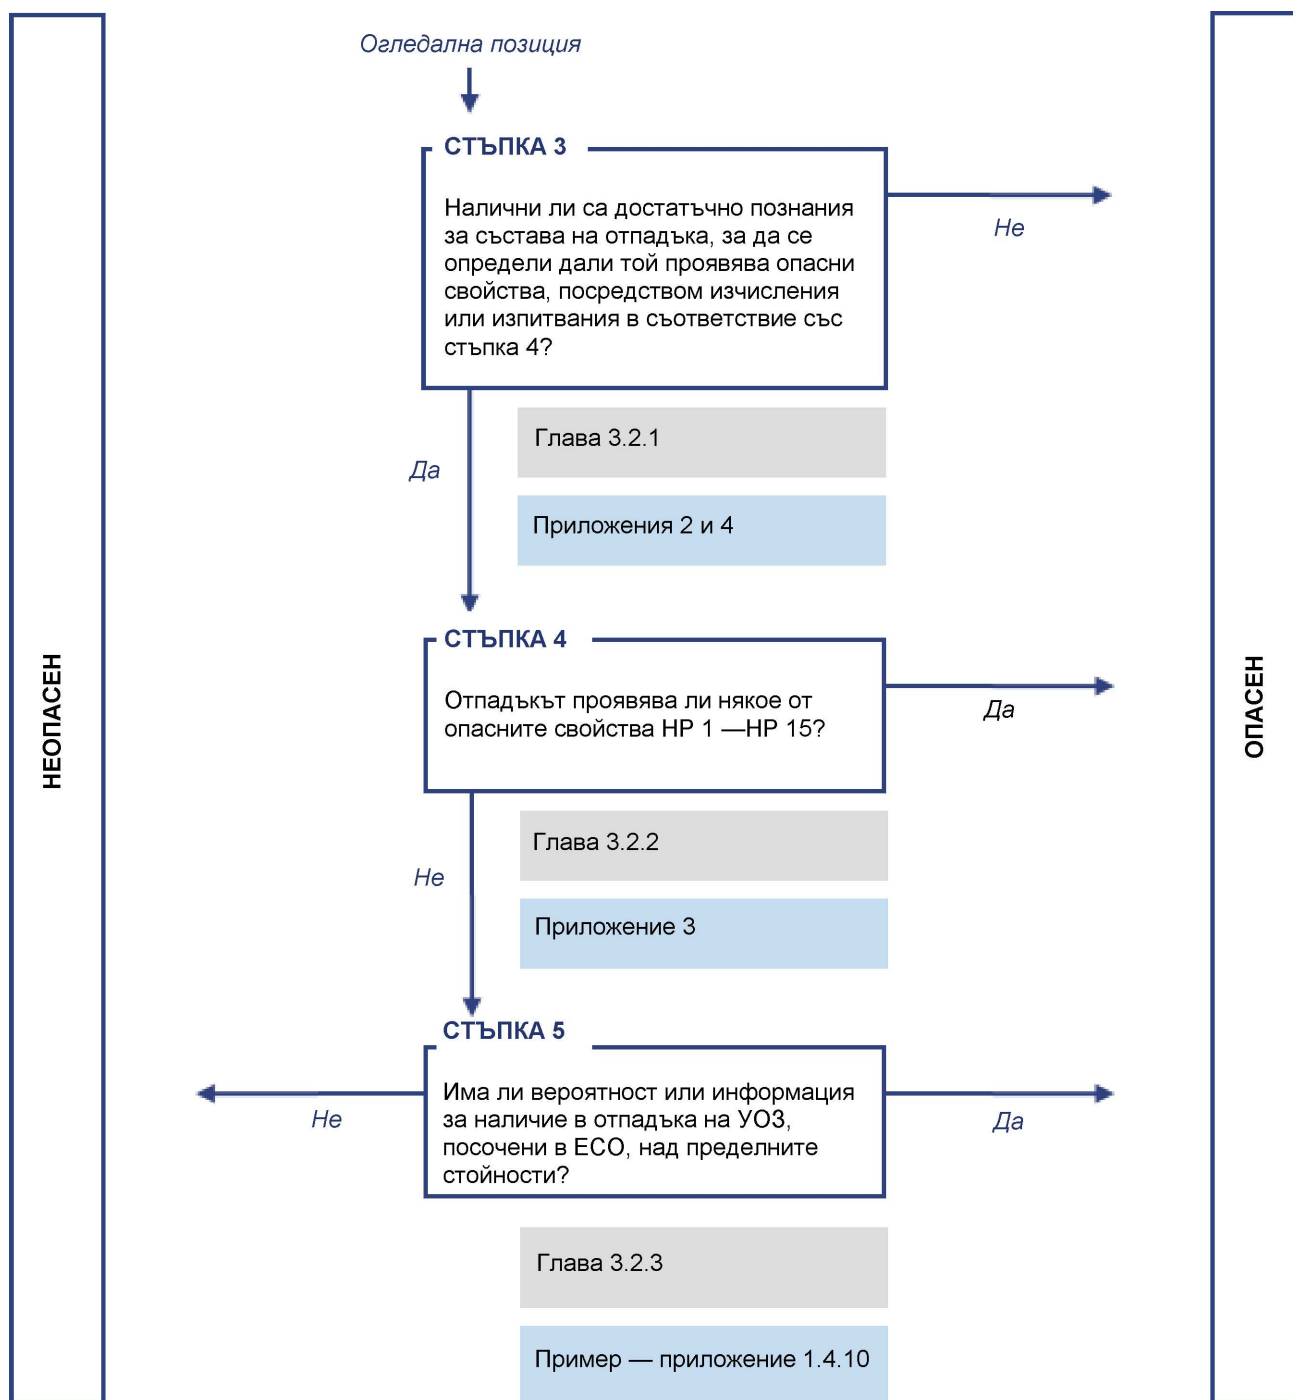 Огледална позиция
СТЪПКА 3
Налични ли са достатъчно познания
за състава на отпадъка, за да се
определи дали той проявява опасни
свойства, посредством изчисления
или изпитвания в съответствие със
стъпка 4?
Не
Глава 3.2.1
Да
Приложения 2 и 4
СТЪПКА 4
Отпадъкът проявява ли някое от
опасните свойства HP 1 —HP 15?
Да
Глава 3.2.2
Не
Приложение 3
СТЪПКА 5
Има ли вероятност или информация
за наличие в отпадъка на УОЗ,
посочени в ЕСО, над пределните
стойности?
Не
Да
Глава 3.2.3
Пример — приложение 1.4.10
НЕОПАСЕН
ОПАСЕН